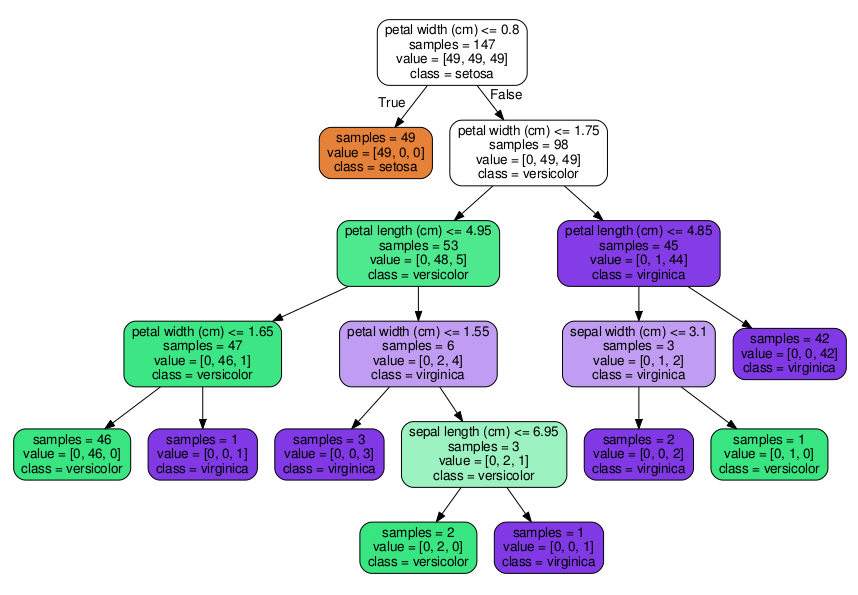 petal width (cm) <= 0.8
samples = 147
value = [49, 49, 49]
class = setosa
True
False
samples = 49
value = [49, 0, 0]
class = setosa
petal width (cm) <= 1.75
samples = 98
value = [0, 49, 49]
class = versicolor
petal length (cm) <= 4.95
samples = 53
value = [0, 48, 5]
class = versicolor
petal length (cm) <= 4.85
samples = 45
value = [0, 1, 44]
class = virginica
petal width (cm) <= 1.65
samples = 47
value = [0, 46, 1]
class = versicolor
petal width (cm) <= 1.55
samples = 6
value = [0, 2, 4]
class = virginica
sepal width (cm) <= 3.1
samples = 3
value = [0, 1, 2]
class = virginica
samples = 42
value = [0, 0, 42]
class = virginica
samples = 46
value = [0, 46, 0]
class = versicolor
samples = 1
value = [0, 0, 1]
class = virginica
samples = 3
value = [0, 0, 3]
class = virginica
sepal length (cm) <= 6.95
samples = 3
value = [0, 2, 1]
class = versicolor
samples = 2
value = [0, 0, 2]
class = virginica
samples = 1
value = [0, 1, 0]
class = versicolor
samples = 2
value = [0, 2, 0]
class = versicolor
samples = 1
value = [0, 0, 1]
class = virginica